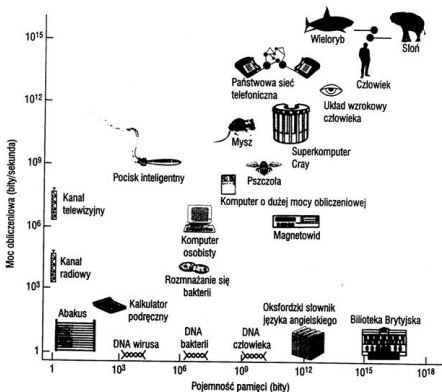 10¹⁵
Wieloryb
Słoń
Państwowa sieć
telefoniczna
Człowiek
10¹²
Układ wzrokowy
człowieka
Mysz
Superkomputer
Cray
10⁹
Pocisk inteligentny
Pszczoła
Komputer o dużej mocy obliczeniowej
Kanał
telewizyjny
10⁶
Komputer
osobisty
Magnetowid
Kanał
radiowy
Rozmnażanie się
bakterii
10³
Abakus
Kalkulator
podręczny
DNA wirusa
DNA
bakterii
DNA
człowieka
Oksfordzki słownik
języka angielskiego
Bilioteka Brytyjska
1
1
10³
10⁶
10⁹
10¹²
10¹⁵
10¹⁸
Moc obliczeniowa (bity/sekunda)
Pojemność pamięci (bity)